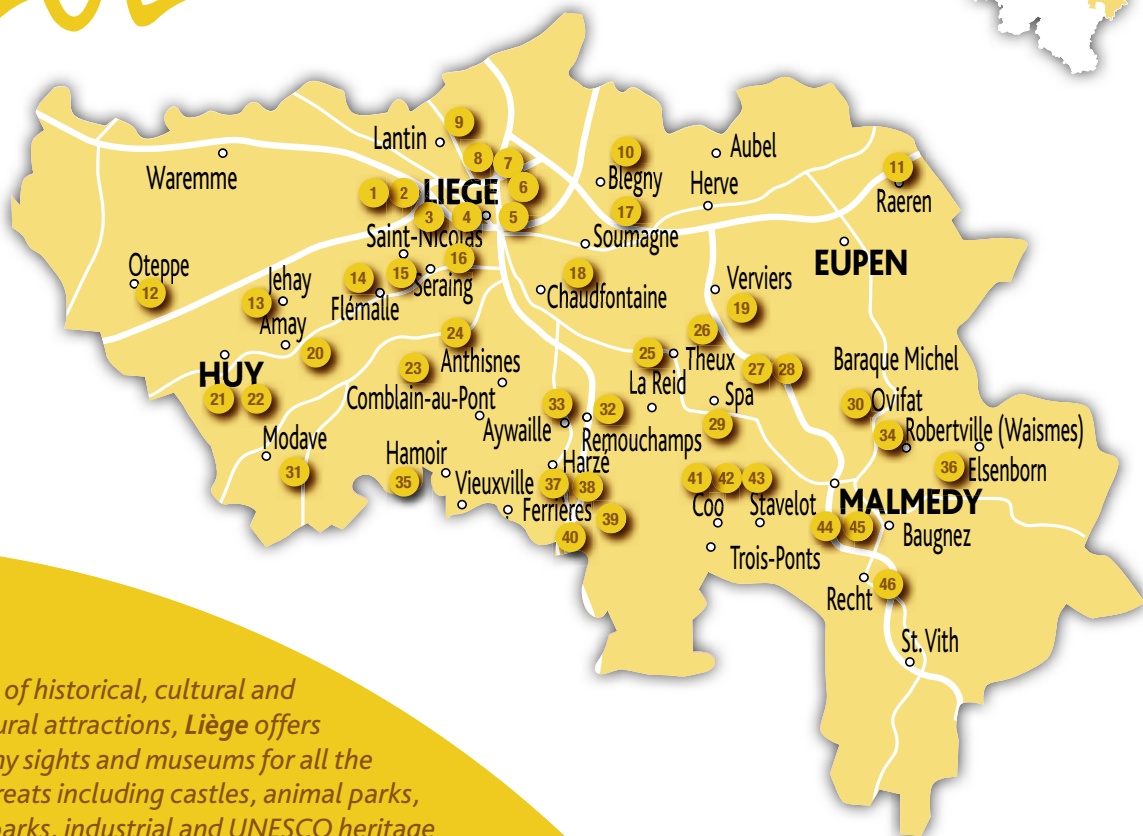 9
Lantin
8
7
10
Aubel
11
Waremme
Blegny
Herve
1
2
LIEGE
6
Raeren
3
4
5
17
Saint-Nicolas
Soumagne
EUPEN
16
Oteppe
12
Jehay
14
15
Seraing
18
Verviers
13
Flémalle
Chaudfontaine
19
Amay
20
24
26
Anthisnes
25
Theux
27
28
Baraque Michel
HUY
23
La Reid
21
22
Comblain-au-Pont
33
32
Spa
30
Ovifat
Modave
Aywaille
Remouchamps
29
34
Robertville (Waismes)
31
Hamoir
Harzé
36
Elsenborn
35
Vieuxville
37
38
41
42
43
Ferrières
39
Coo
Stavelot
MALMEDY
40
44
45
Baugnez
Trois-Ponts
Recht
46
St. Vith
of historical, cultural and
ural attractions, Liège offers
ny sights and museums for all the
reats including castles, animal parks,
parks, industrial and UNESCO heritage